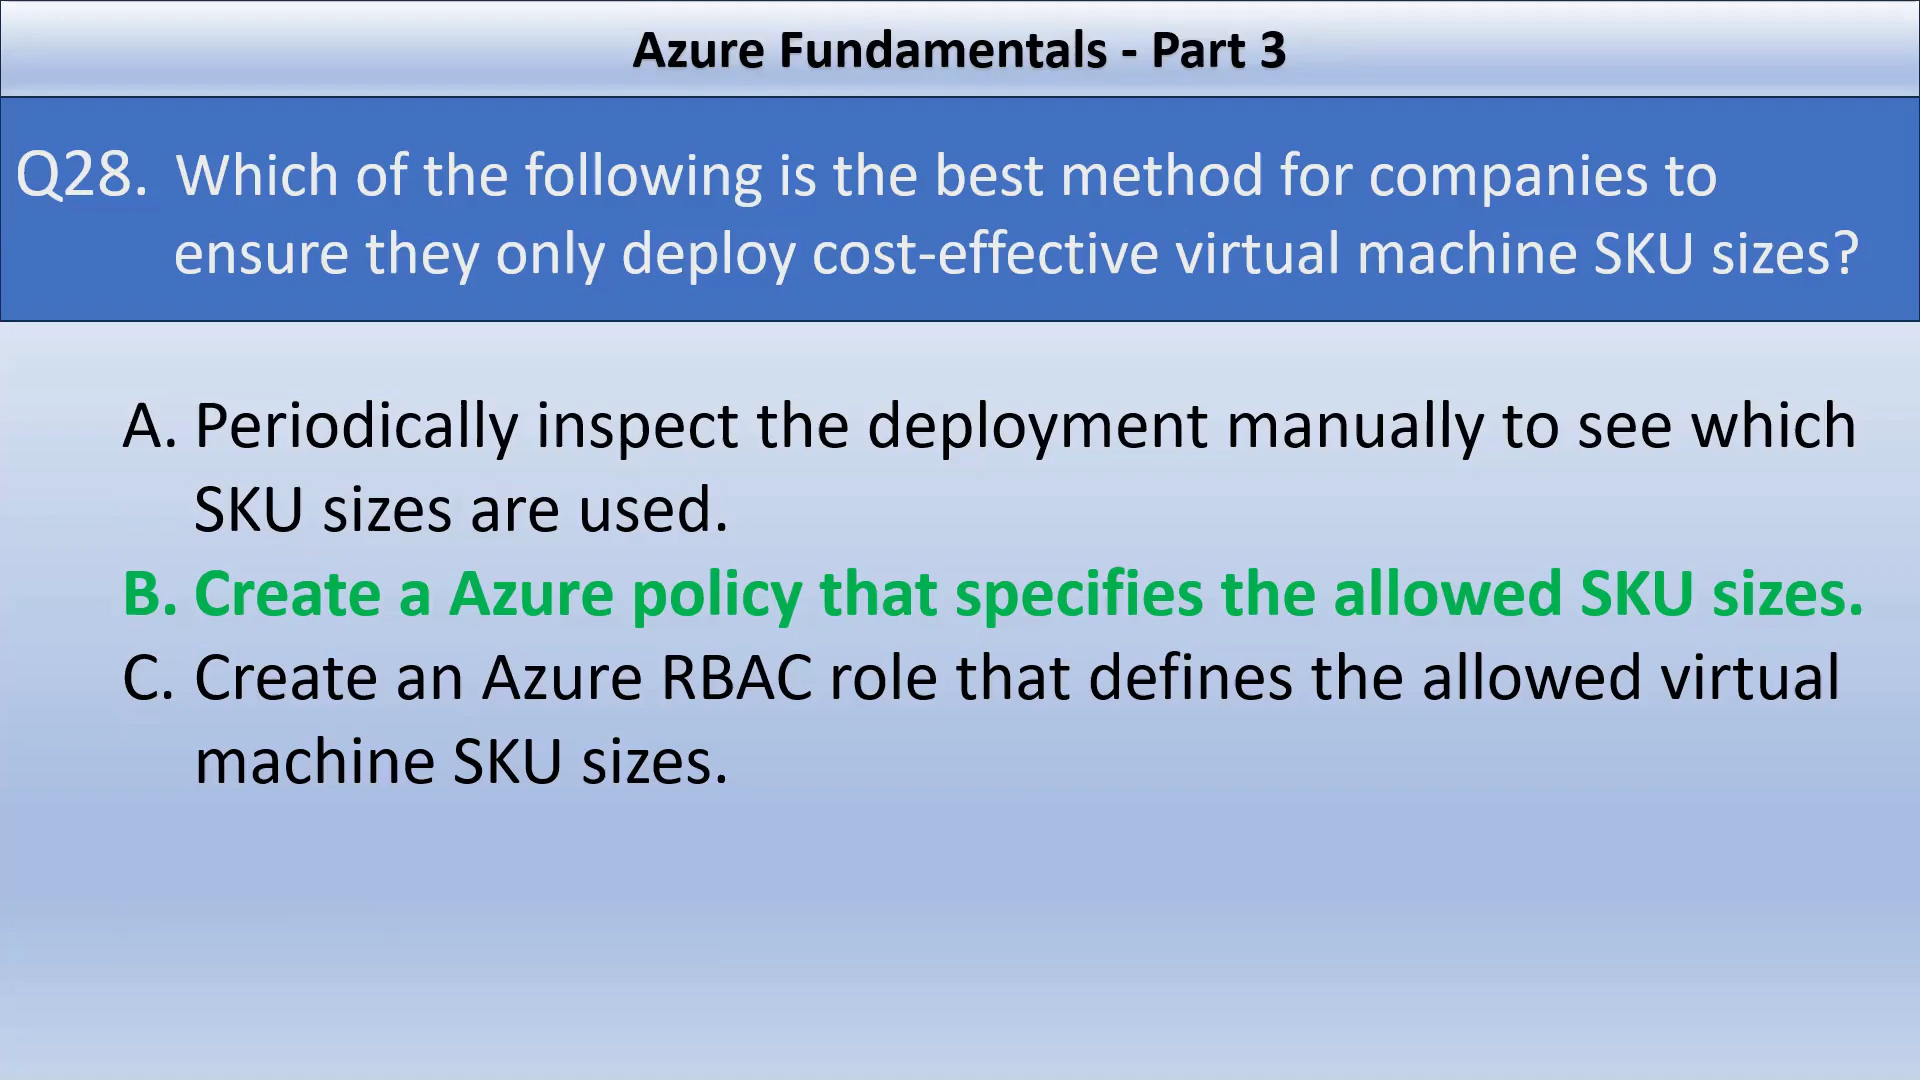 Azure Fundamentals - Part 3
Q28. Which of the following is the best method for companies to
ensure they only deploy cost-effective virtual machine SKU sizes?
A. Periodically inspect the deployment manually to see which
SKU sizes are used.
B. Create a Azure policy that specifies the allowed SKU sizes.
C. Create an Azure RBAC role that defines the allowed virtual
machine SKU sizes.